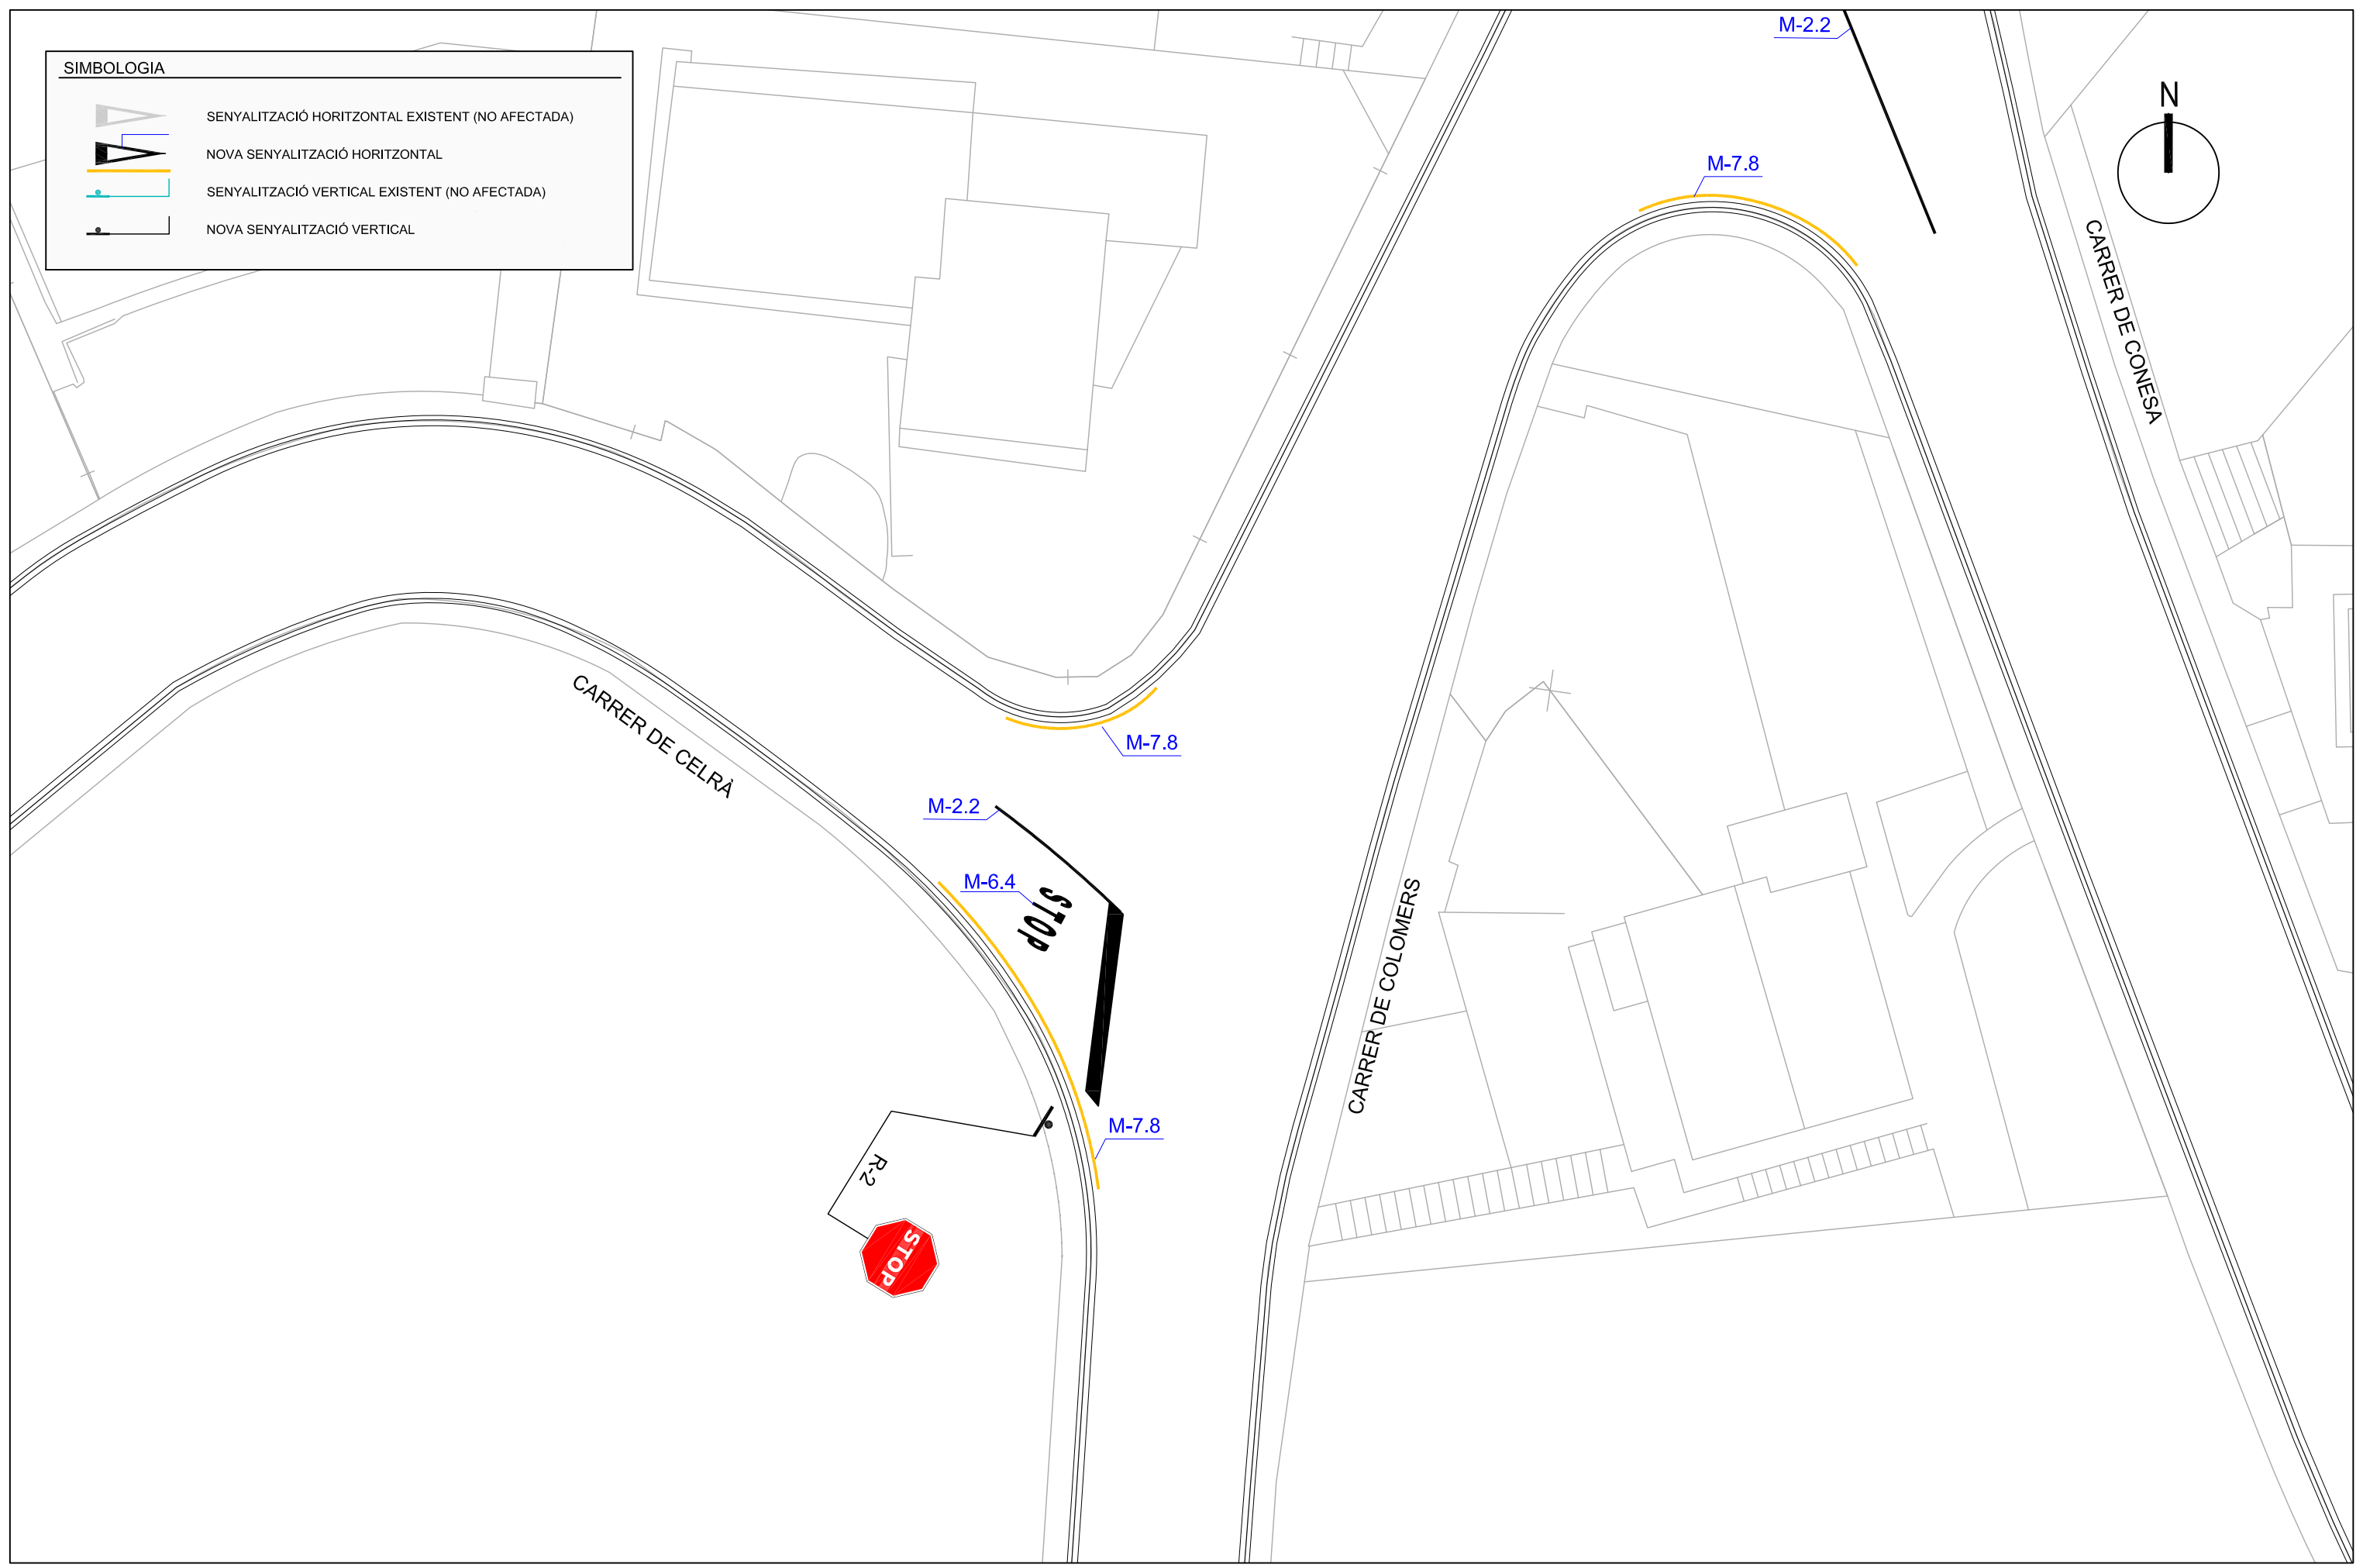 M-2.2
SIMBOLOGIA
SENYALITZACIÓ HORITZONTAL EXISTENT (NO AFECTADA)
NOVA SENYALITZACIÓ HORITZONTAL
SENYALITZACIÓ VERTICAL EXISTENT (NO AFECTADA)
NOVA SENYALITZACIÓ VERTICAL
N
M-7.8
CARRER DE CONESA
CARRER DE CELRÀ
M-7.8
M-2.2
M-6.4
STOP
CARRER DE COLOMERS
M-7.8
R-2
STOP